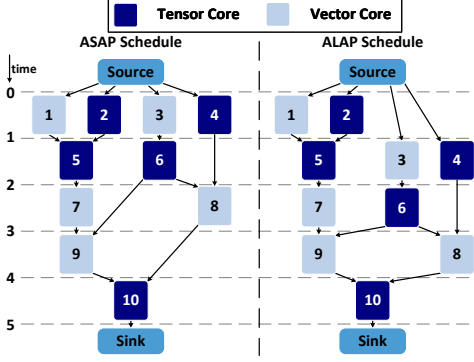 Tensor Core Vector Core
ASAP Schedule ALAP Schedule
time Source Source
0
1 2 3 4 1 2
1
5 6 5 3 4
2
7 8 7 6
3
9 9 8
4
10 10
5
Sink Sink